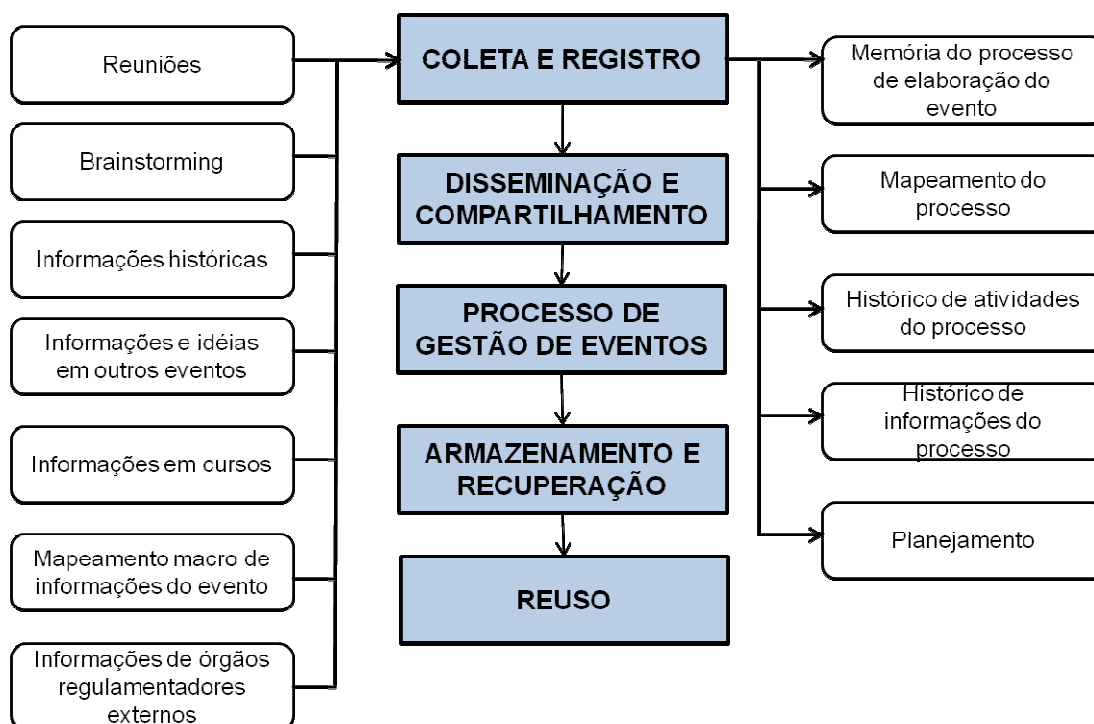 Reuniões
Brainstorming
Informações históricas
Informações e idéias
em outros eventos
Informações em cursos
Mapeamento macro de
informações do evento
Informações de órgãos
regulamentadores
externos
COLETA E REGISTRO
DISSEMINAÇÃO E
COMPARTILHAMENTO
PROCESSO DE
GESTÃO DE EVENTOS
ARMAZENAMENTO E
RECUPERAÇÃO
REUSO
Memória do processo
de elaboração do
evento
Mapeamento do
processo
Histórico de atividades
do processo
Histórico de
informações do
processo
Planejamento